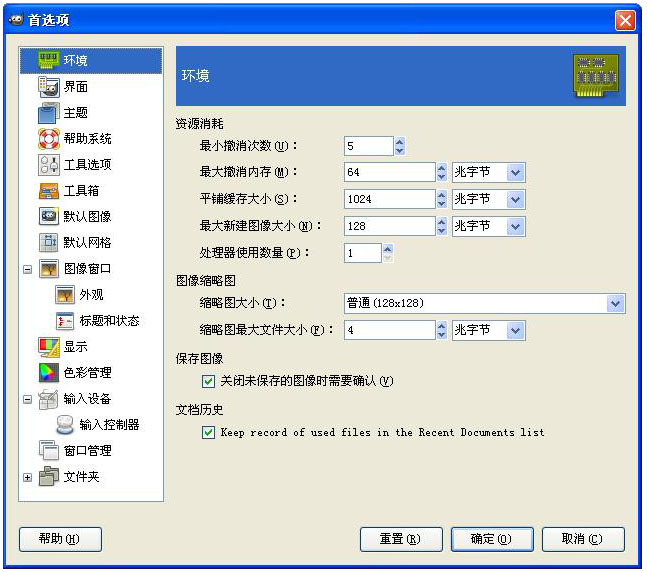 首选项
环境
界面
主题
帮助系统
工具选项
工具箱
默认图像
默认网格
图像窗口
外观
标题和状态
显示
色彩管理
输入设备
输入控制器
窗口管理
文件夹
环境
资源消耗
最小撤消次数(U)： 5
最大撤消内存(M)： 64 兆字节
平铺缓存大小(S)： 1024 兆字节
最大新建图像大小(N)： 128 兆字节
处理器使用数量(P)： 1
图像缩略图
缩略图大小(T)： 普通(128x128)
缩略图最大文件大小(F)： 4 兆字节
保存图像
关闭未保存的图像时需要确认(V)
文档历史
Keep record of used files in the Recent Documents list
帮助(H) 重置(R) 确定(O) 取消(C)